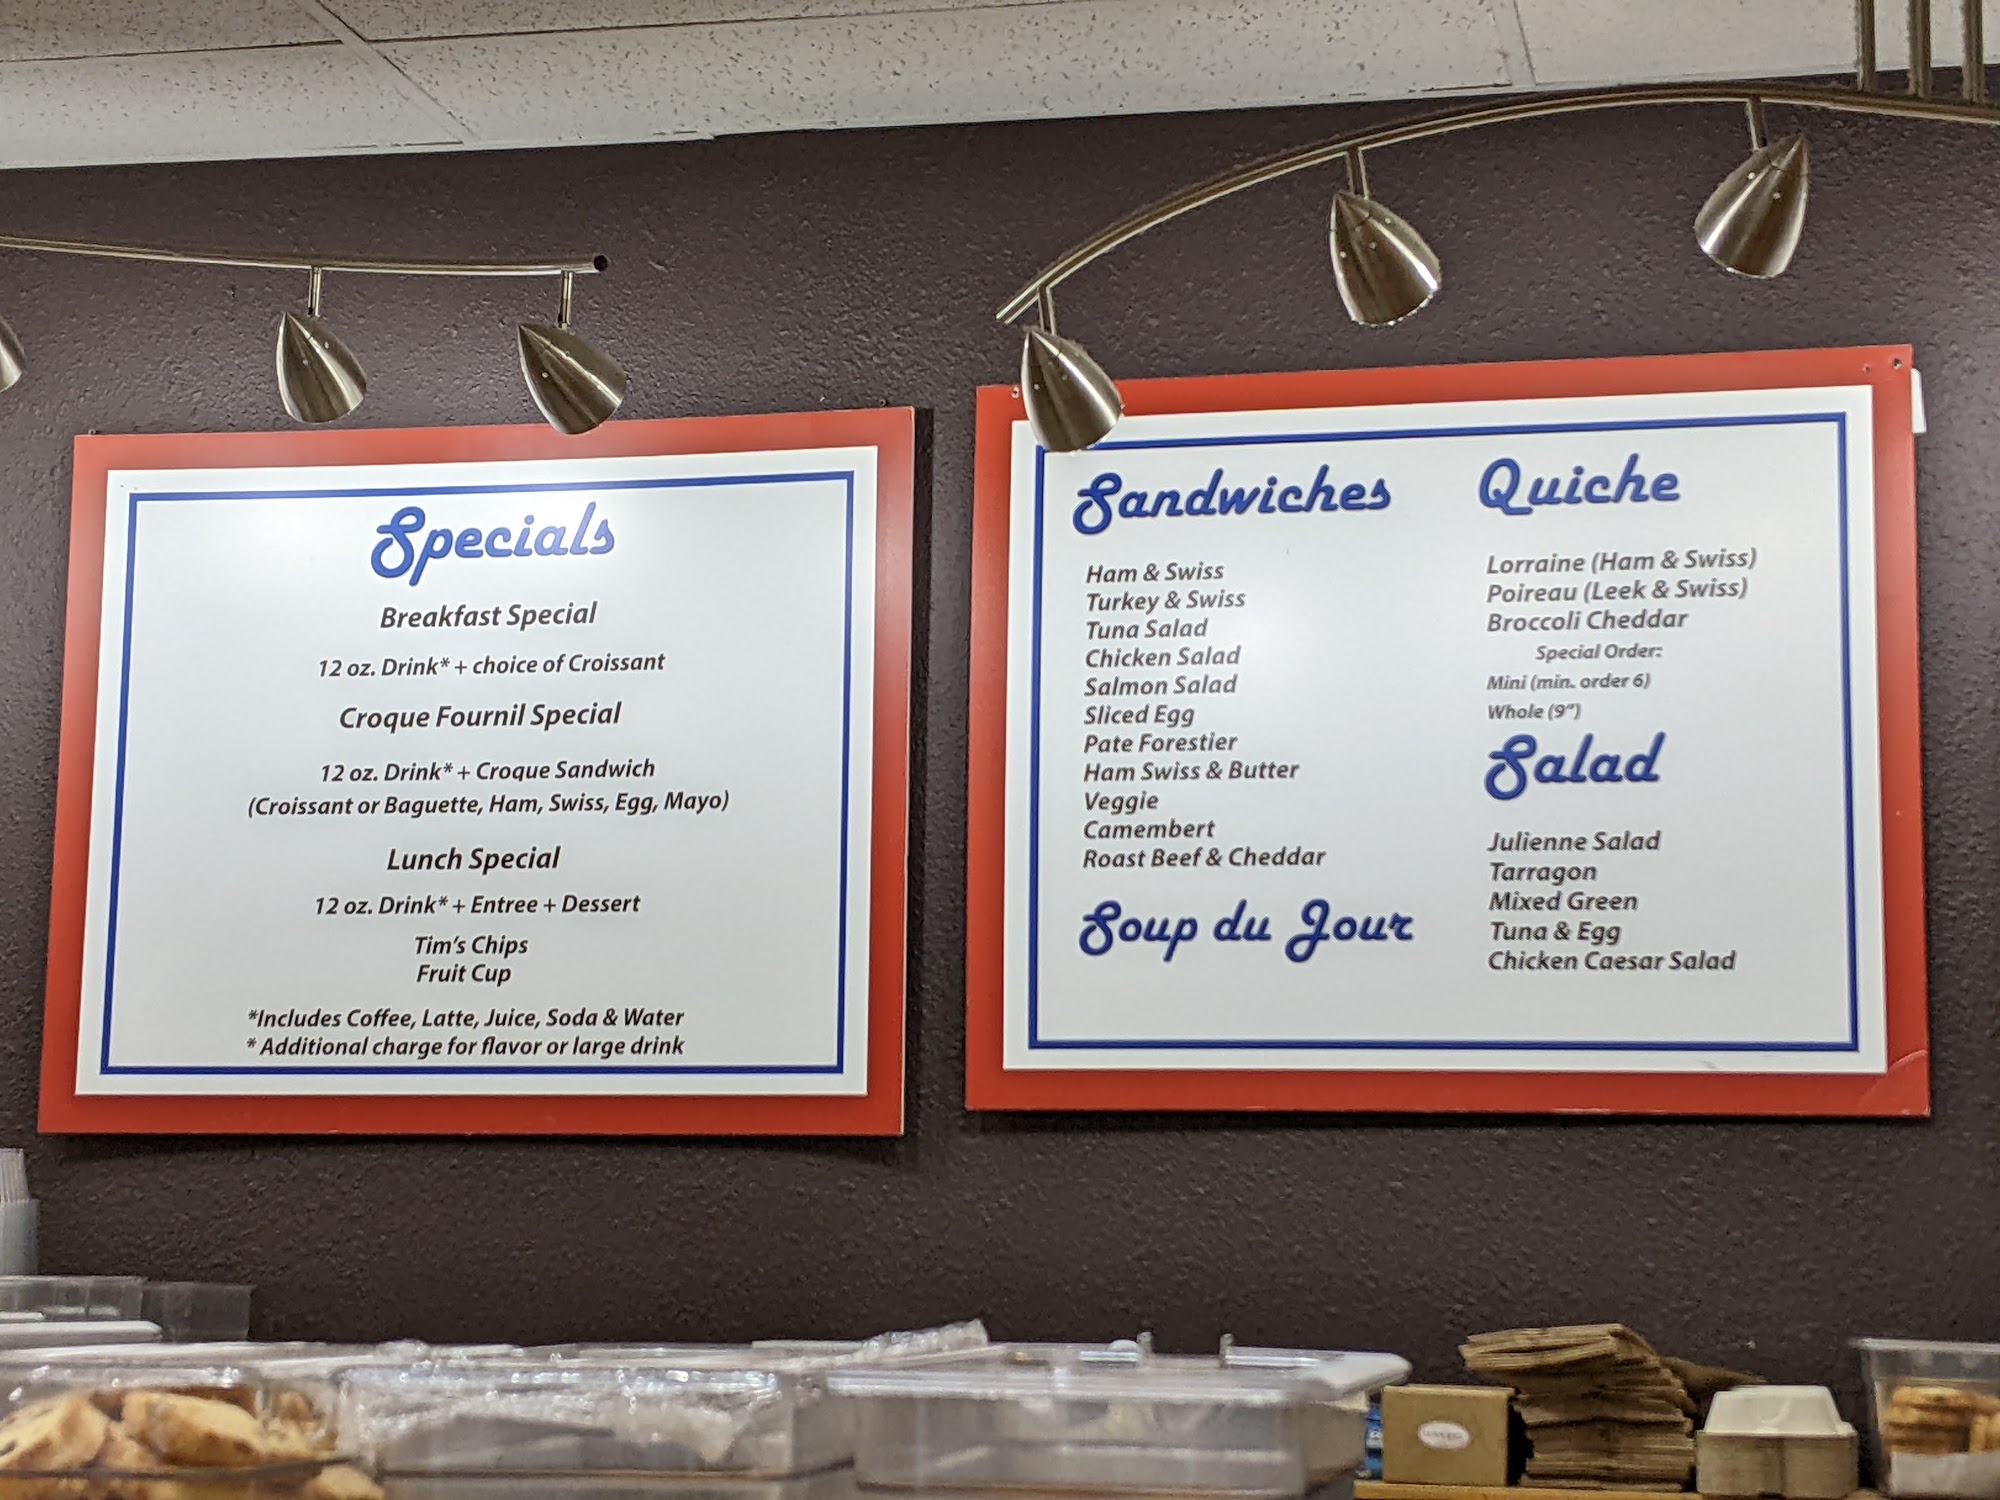 Specials
Breakfast Special
12 oz. Drink* + choice of Croissant
Croque Fournil Special
12 oz. Drink* + Croque Sandwich
(Croissant or Baguette, Ham, Swiss, Egg, Mayo)
Lunch Special
12 oz. Drink* + Entree + Dessert
Tim's Chips
Fruit Cup
*Includes Coffee, Latte, Juice, Soda & Water
* Additional charge for flavor or large drink
Sandwiches
Ham & Swiss
Turkey & Swiss
Tuna Salad
Chicken Salad
Salmon Salad
Sliced Egg
Pate Forestier
Ham Swiss & Butter
Veggie
Camembert
Roast Beef & Cheddar
Soup du Jour
Quiche
Lorraine (Ham & Swiss)
Poireau (Leek & Swiss)
Broccoli Cheddar
Special Order:
Mini (min. order 6)
Whole (9")
Salad
Julienne Salad
Tarragon
Mixed Green
Tuna & Egg
Chicken Caesar Salad